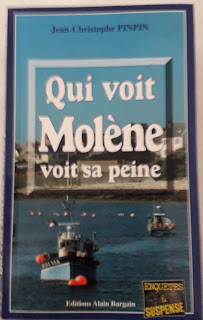 Jean-Christophe PINPIN
Qui voit
Molène
voit sa peine
Editions Alain Bargain
ENQUÊTES &
SUSPENSE